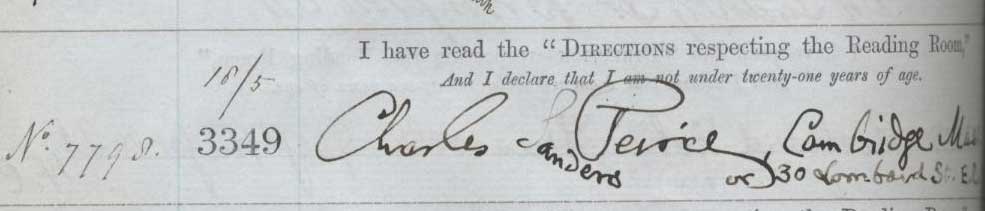 I have read the “DIRECTIONS respecting the Reading Room,”
18/5
And I declare that I am not under twenty-one years of age.
No. 7798. 3349 Charles Sanders Peirce, Cambridge Mass
or 30 Lombard St. E.